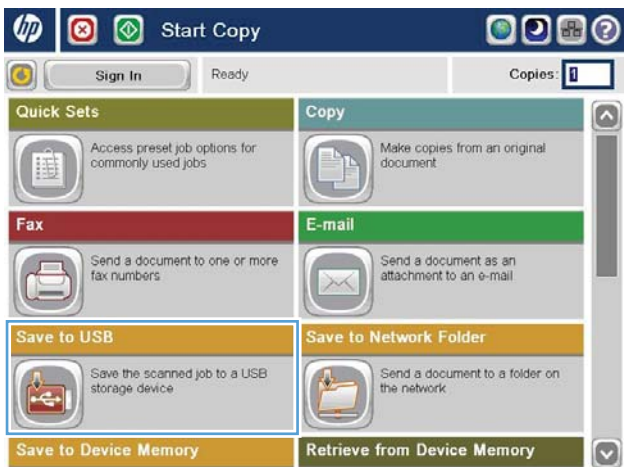 hp
Start Copy
Sign In
Ready
Copies: 1
Quick Sets
Access preset job options for
commonly used jobs
Copy
Make copies from an original
document
Fax
Send a document to one or more
fax numbers
E-mail
Send a document as an
attachment to an e-mail
Save to USB
Save the scanned job to a USB
storage device
Save to Network Folder
Send a document to a folder on
the network
Save to Device Memory
Retrieve from Device Memory